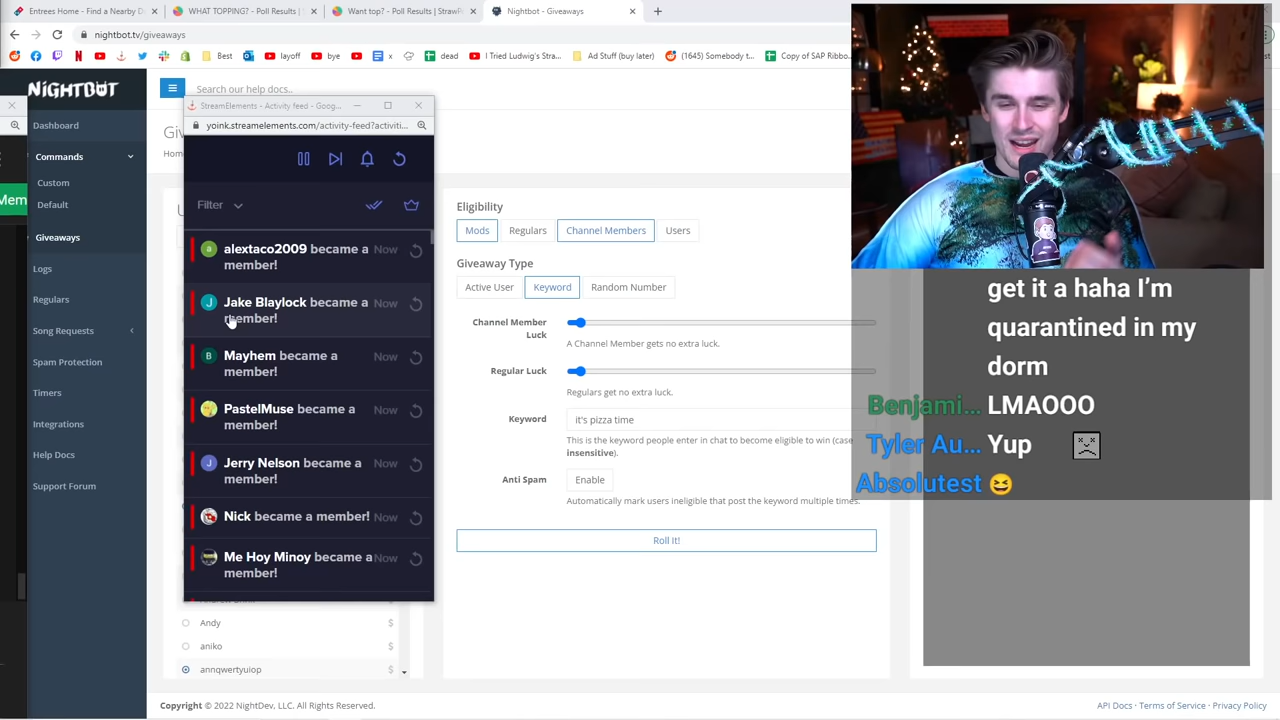 Entrees Home - Find a Nearby D
WHAT TOPPING? - Poll Results |
Want top? - Poll Results | StrawP
Nightbot - Giveaways
nightbot.tv/giveaways
Best
layoff
bye
x
dead
I Tried Ludwig's Stra...
Ad Stuff (buy later)
(1645) Somebody t...
Copy of SAP Ribbo...
NIGHTBOT
Search our help docs..
Dashboard
Commands
Custom
Default
Giveaways
Logs
Regulars
Song Requests
Spam Protection
Timers
Integrations
Help Docs
Support Forum
StreamElements - Activity feed - Goog...
yoink.streamelements.com/activity-feed?activiti...
Filter
alextaco2009 became a member!
Now
Jake Blaylock became a member!
Now
Mayhem became a member!
Now
PastelMuse became a member!
Now
Jerry Nelson became a member!
Now
Nick became a member!
Now
Me Hoy Minoy became a member!
Now
Andy
$
aniko
$
annqwertyuiop
$
Eligibility
Mods Regulars Channel Members Users
Giveaway Type
Active User Keyword Random Number
Channel Member
Luck
A Channel Member gets no extra luck.
Regular Luck
Regulars get no extra luck.
Keyword
it's pizza time
This is the keyword people enter in chat to become eligible to win (case
insensitive).
Anti Spam
Enable
Automatically mark users ineligible that post the keyword multiple times.
Roll It!
get it a haha I’m
quarantined in my
dorm
Benjami... LMAOOO
Tyler Au... Yup
Absolutest 😆
Copyright © 2022 NightDev, LLC. All Rights Reserved.
API Docs · Terms of Service · Privacy Policy